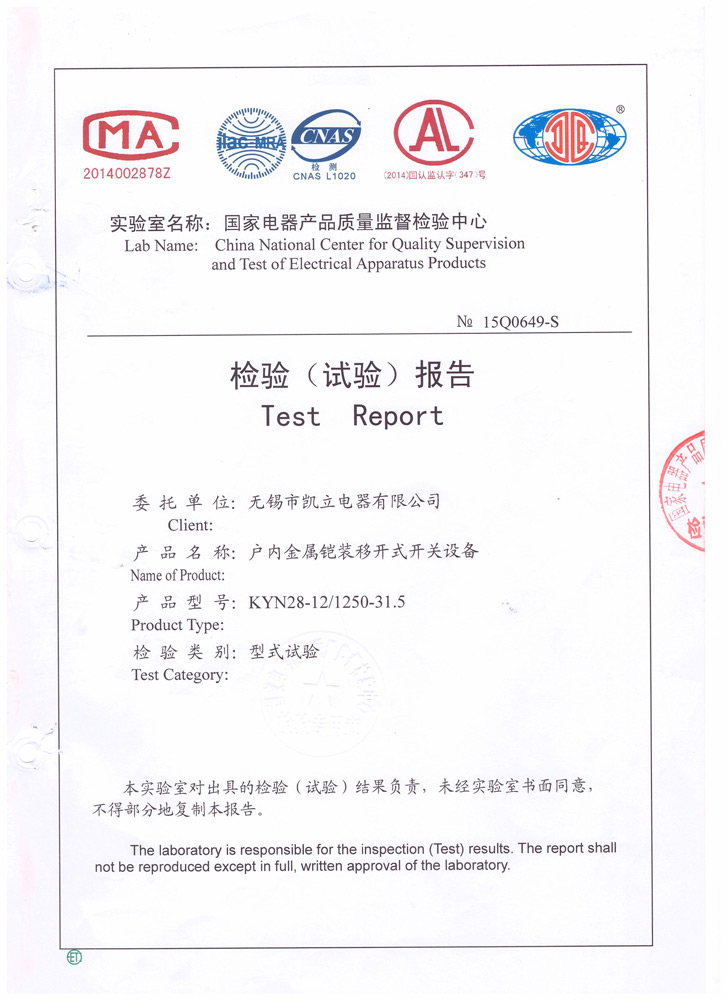 CMA
ilac-MRA
CNAS
CAL
®
2014002878Z
检 测
CNAS L1020
(2014)国认监认字(347)号
实验室名称：国家电器产品质量监督检验中心
Lab Name: China National Center for Quality Supervision
and Test of Electrical Apparatus Products
№ 15Q0649-S
检验（试验）报告
Test Report
委 托 单 位：无锡市凯立电器有限公司
Client:
产 品 名 称：户内金属铠装移开式开关设备
Name of Product:
产 品 型 号：KYN28-12/1250-31.5
Product Type:
检 验 类 别：型式试验
Test Category:
国家电器产品质
本实验室对出具的检验（试验）结果负责，未经实验室书面同意，
不得部分地复制本报告。
The laboratory is responsible for the inspection (Test) results. The report shall
not be reproduced except in full, written approval of the laboratory.